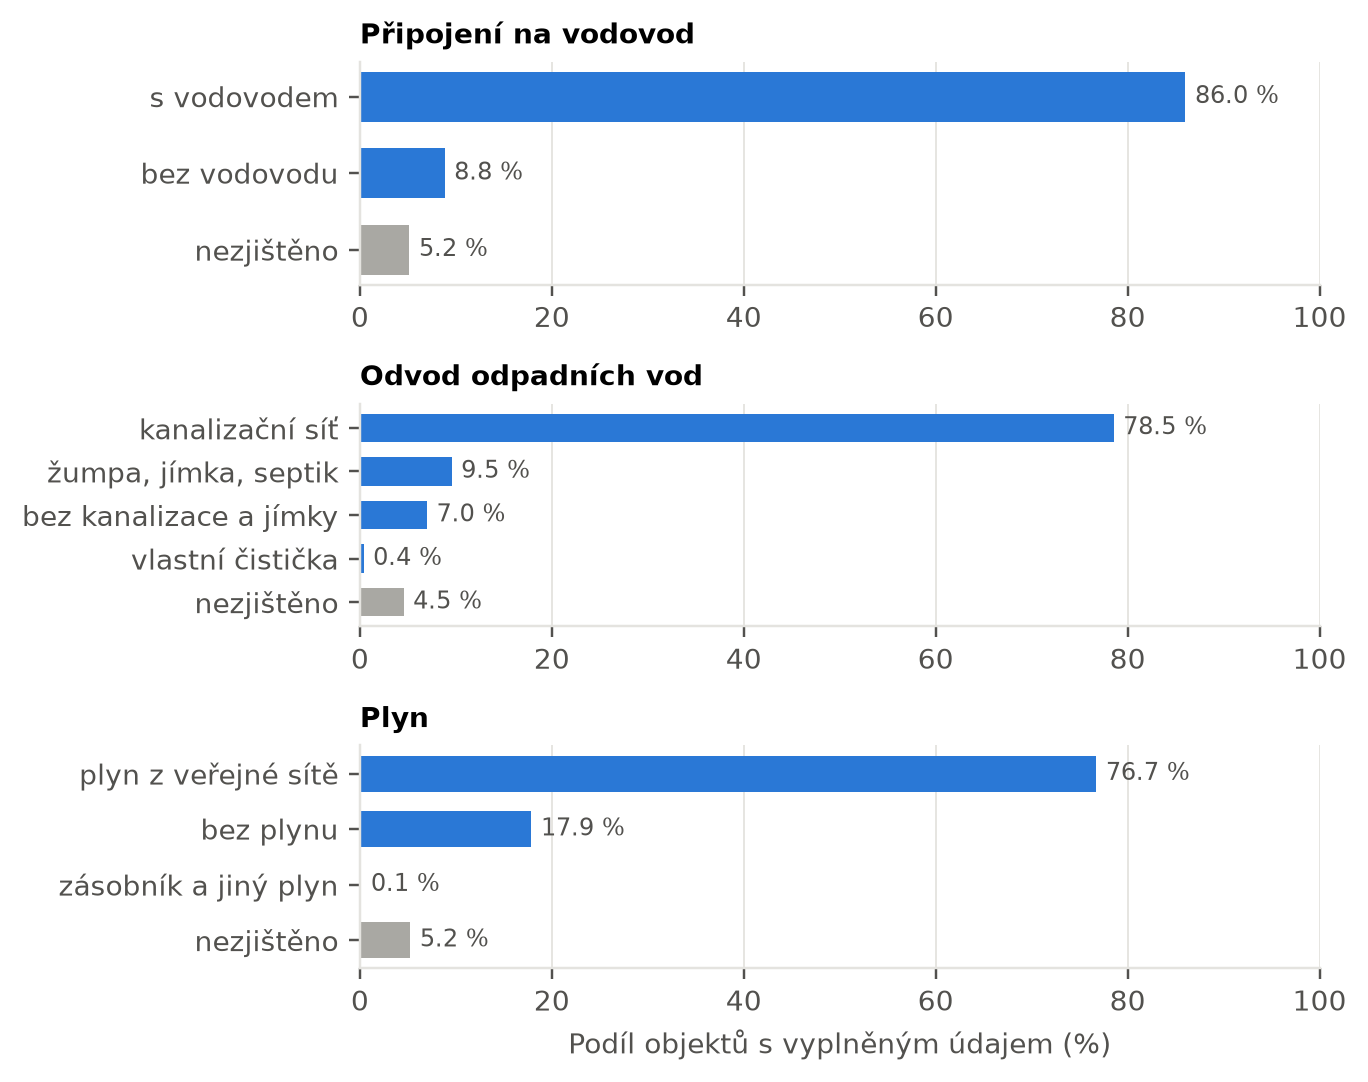 Připojení na vodovod
s vodovodem 86.0 %
bez vodovodu 8.8 %
nezjištěno 5.2 %
0 20 40 60 80 100
Odvod odpadních vod
kanalizační síť 78.5 %
žumpa, jímka, septik 9.5 %
bez kanalizace a jímky 7.0 %
vlastní čistička 0.4 %
nezjištěno 4.5 %
0 20 40 60 80 100
Plyn
plyn z veřejné sítě 76.7 %
bez plynu 17.9 %
zásobník a jiný plyn 0.1 %
nezjištěno 5.2 %
0 20 40 60 80 100
Podíl objektů s vyplněným údajem (%)